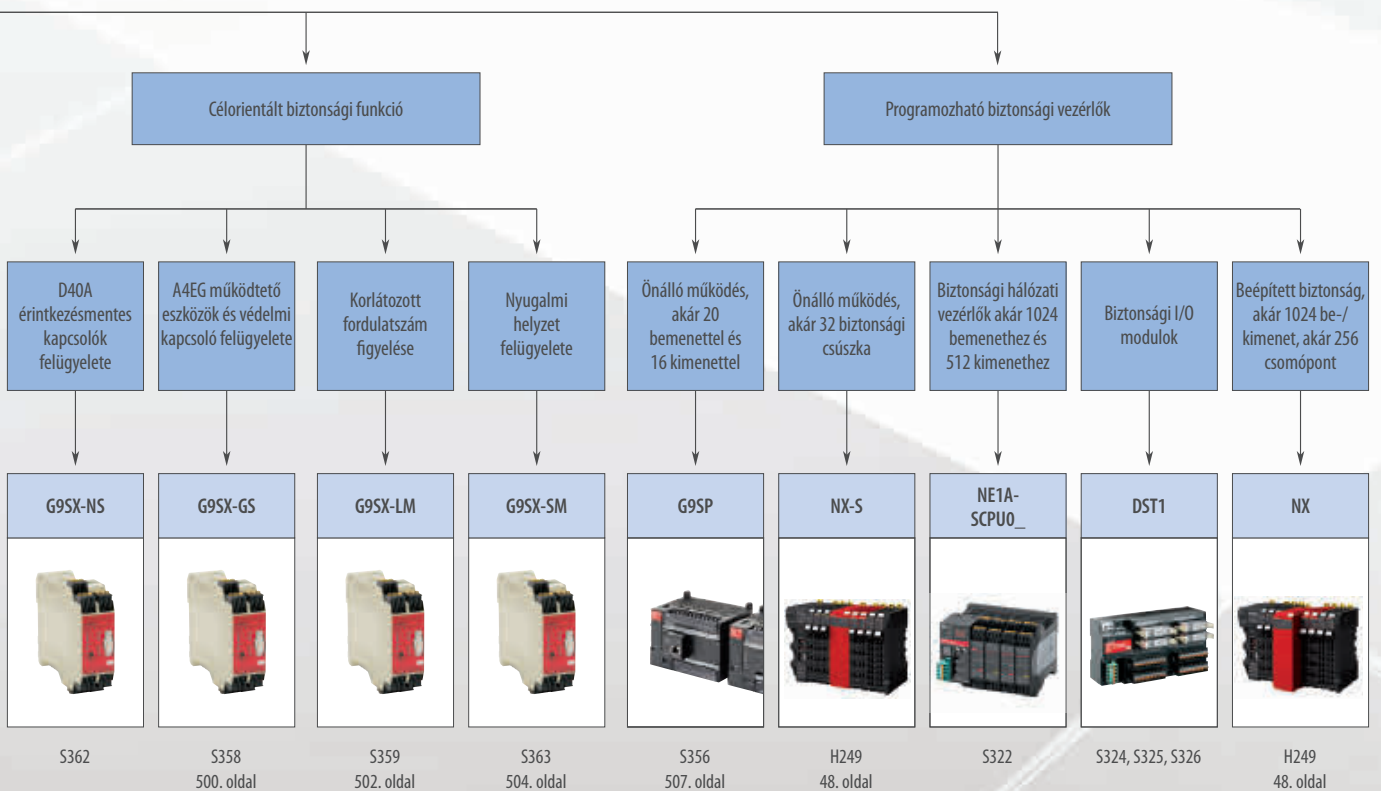 Célorientált biztonsági funkció
Programozható biztonsági vezérlők
D40A
érintkezésmentes
kapcsolók
felügyelete
A4EG működtető
eszközök és védelmi
kapcsoló felügyelete
Korlátozott
fordulatszám
figyelése
Nyugalmi
helyzet
felügyelete
Önálló működés,
akár 20
bemenettel és
16 kimenettel
Önálló működés,
akár 32 biztonsági
csúszka
Biztonsági hálózati
vezérlők akár 1024
bemenethez és
512 kimenethez
Biztonsági I/O
modulok
Beépített biztonság,
akár 1024 be-/
kimenet, akár 256
csomópont
G9SX-NS
G9SX-GS
G9SX-LM
G9SX-SM
G9SP
NX-S
NE1A-
SCPU0_
DST1
NX
S362
S358
500. oldal
S359
502. oldal
S363
504. oldal
S356
507. oldal
H249
48. oldal
S322
S324, S325, S326
H249
48. oldal